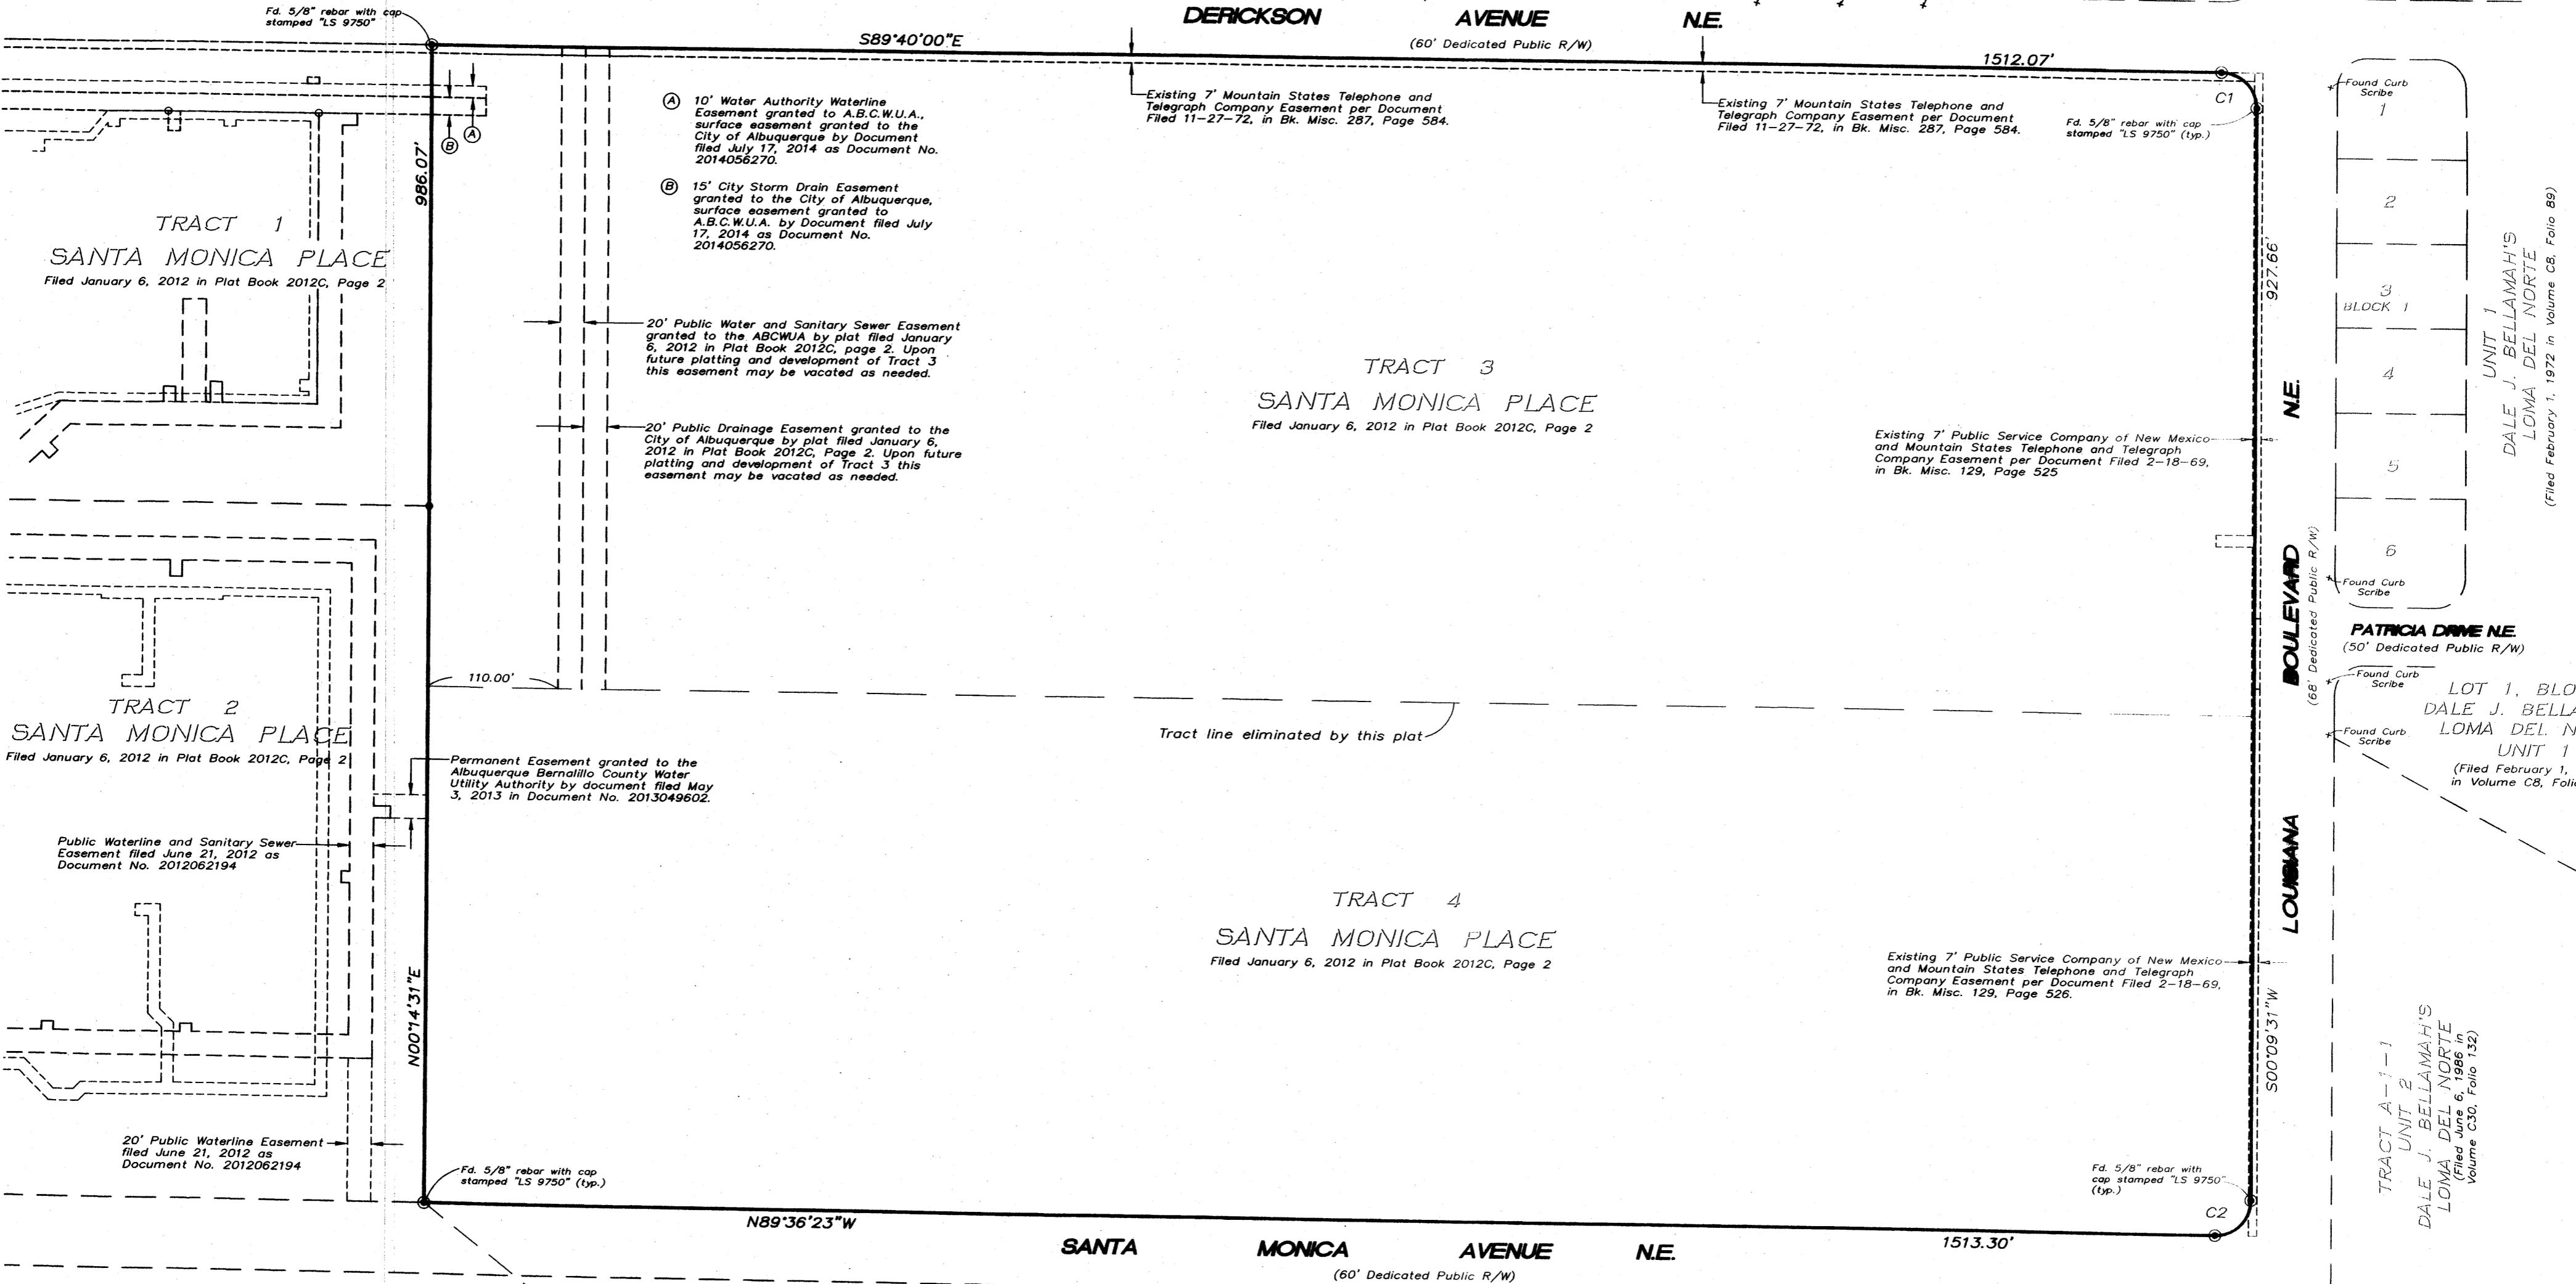 Fd. 5/8" rebar with cap
stamped "LS 9750"
DERICKSON AVENUE N.E.
(60' Dedicated Public R/W)
S89°40'00"E
1512.07'
C1
Fd. 5/8" rebar with cap
stamped "LS 9750" (typ.)
Existing 7' Mountain States Telephone and
Telegraph Company Easement per Document
Filed 11-27-72, in Bk. Misc. 287, Page 584.
Existing 7' Mountain States Telephone and
Telegraph Company Easement per Document
Filed 11-27-72, in Bk. Misc. 287, Page 584.
A
B
986.07'
A 10' Water Authority Waterline
Easement granted to A.B.C.W.U.A.,
surface easement granted to the
City of Albuquerque by Document
filed July 17, 2014 as Document No.
2014056270.
B 15' City Storm Drain Easement
granted to the City of Albuquerque,
surface easement granted to
A.B.C.W.U.A. by Document filed July
17, 2014 as Document No.
2014056270.
TRACT 1
SANTA MONICA PLACE
Filed January 6, 2012 in Plat Book 2012C, Page 2
20' Public Water and Sanitary Sewer Easement
granted to the ABCWUA by plat filed January
6, 2012 in Plat Book 2012C, page 2. Upon
future platting and development of Tract 3
this easement may be vacated as needed.
20' Public Drainage Easement granted to the
City of Albuquerque by plat filed January 6,
2012 in Plat Book 2012C, Page 2. Upon future
platting and development of Tract 3 this
easement may be vacated as needed.
TRACT 3
SANTA MONICA PLACE
Filed January 6, 2012 in Plat Book 2012C, Page 2
Existing 7' Public Service Company of New Mexico
and Mountain States Telephone and Telegraph
Company Easement per Document Filed 2-18-69,
in Bk. Misc. 129, Page 525
927.66'
Found Curb
Scribe
1
2
3
BLOCK 1
4
5
6
Found Curb
Scribe
UNIT 1
DALE J. BELLAMAH'S
LOMA DEL NORTE
(Filed February 1, 1972 in Volume C8, Folio 89)
LOUISIANA BOULEVARD N.E.
(68' Dedicated Public R/W)
PATRICIA DRIVE N.E.
(50' Dedicated Public R/W)
Found Curb
Scribe
Found Curb
Scribe
LOT 1, BLO
DALE J. BELLA
LOMA DEL N
UNIT 1
(Filed February 1,
in Volume C8, Foli
110.00'
Tract line eliminated by this plat
TRACT 2
SANTA MONICA PLACE
Filed January 6, 2012 in Plat Book 2012C, Page 2
Permanent Easement granted to the
Albuquerque Bernalillo County Water
Utility Authority by document filed May
3, 2013 in Document No. 2013049602.
Public Waterline and Sanitary Sewer
Easement filed June 21, 2012 as
Document No. 2012062194
TRACT 4
SANTA MONICA PLACE
Filed January 6, 2012 in Plat Book 2012C, Page 2
Existing 7' Public Service Company of New Mexico
and Mountain States Telephone and Telegraph
Company Easement per Document Filed 2-18-69,
in Bk. Misc. 129, Page 526.
N00°14'31"E
S00°09'31"W
TRACT A-1-1
UNIT 2
DALE J. BELLAMAH'S
LOMA DEL NORTE
(Filed June 6, 1986 in
Volume C30, Folio 132)
20' Public Waterline Easement
filed June 21, 2012 as
Document No. 2012062194
Fd. 5/8" rebar with cap
stamped "LS 9750" (typ.)
Fd. 5/8" rebar with
cap stamped "LS 9750"
(typ.)
C2
N89°36'23"W
1513.30'
SANTA MONICA AVENUE N.E.
(60' Dedicated Public R/W)